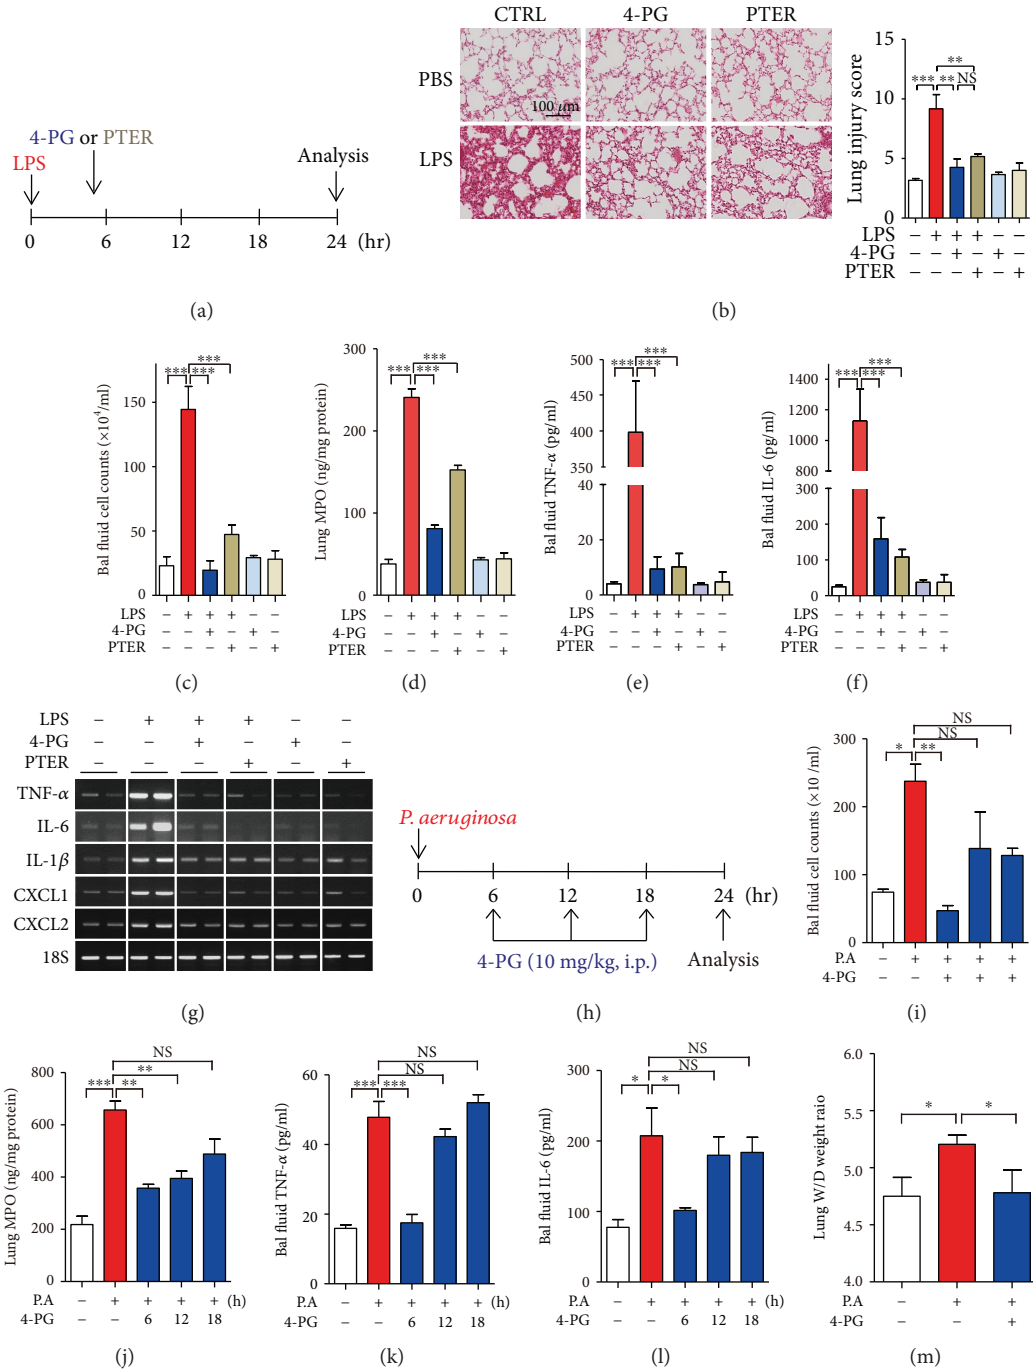 4-PG or PTER
LPS
Analysis
0 6 12 18 24 (hr)
(a)
CTRL 4-PG PTER
PBS
100 μm
LPS
Lung injury score
15
10
5
0
*** ** NS
**
LPS − + + + − −
4-PG − − + − + −
PTER − − − + − +
(b)
Bal fluid cell counts (×10⁴/ml)
150
100
50
0
*** ***
***
LPS − + + + − −
4-PG − − + − + −
PTER − − − + − +
(c)
Lung MPO (ng/mg protein)
300
200
100
0
*** ***
***
LPS − + + + − −
4-PG − − + − + −
PTER − − − + − +
(d)
Bal fluid TNF-α (pg/ml)
500
450
400
350
40
20
0
*** ***
***
LPS − + + + − −
4-PG − − + − + −
PTER − − − + − +
(e)
Bal fluid IL-6 (pg/ml)
1400
1200
1000
800
300
200
100
0
*** ***
***
LPS − + + + − −
4-PG − − + − + −
PTER − − − + − +
(f)
LPS − + + + − −
4-PG − − + − + −
PTER − − − + − +
TNF-α
IL-6
IL-1β
CXCL1
CXCL2
18S
(g)
P. aeruginosa
0 6 12 18 24 (hr)
4-PG (10 mg/kg, i.p.) Analysis
(h)
Bal fluid cell counts (×10 /ml)
300
200
100
0
* ** NS
NS
P.A − + + + +
4-PG − − + + +
(i)
Lung MPO (ng/mg protein)
800
600
400
200
0
*** ** **
NS
P.A − + + + + (h)
4-PG − − 6 12 18
(j)
Bal fluid TNF-α (pg/ml)
60
40
20
0
*** *** NS
NS
P.A − + + + + (h)
4-PG − − 6 12 18
(k)
Bal fluid IL-6 (pg/ml)
300
200
100
0
* * NS
NS
P.A − + + + + (h)
4-PG − − 6 12 18
(l)
Lung W/D weight raio
6.0
5.5
5.0
4.5
4.0
* *
P.A − + +
4-PG − − +
(m)